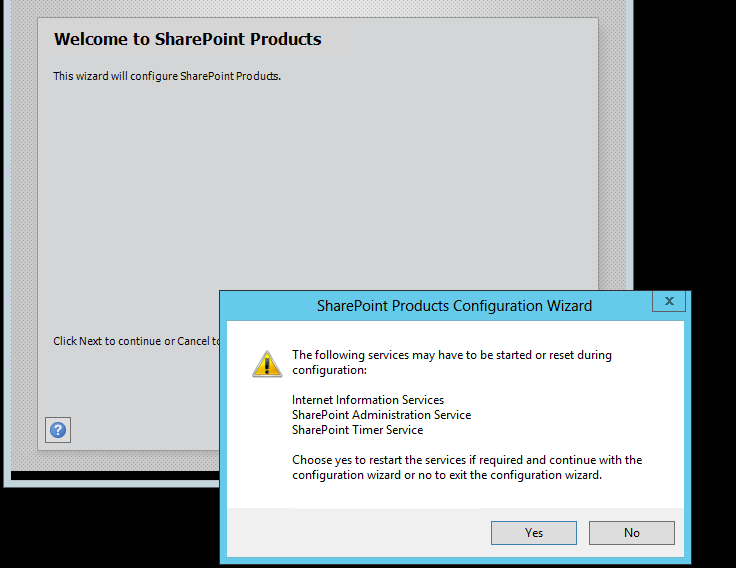 Welcome to SharePoint Products
This wizard will configure SharePoint Products.
Click Next to continue or Cancel to
?
SharePoint Products Configuration Wizard
x
The following services may have to be started or reset during
configuration:
Internet Information Services
SharePoint Administration Service
SharePoint Timer Service
Choose yes to restart the services if required and continue with the
configuration wizard or no to exit the configuration wizard.
Yes
No